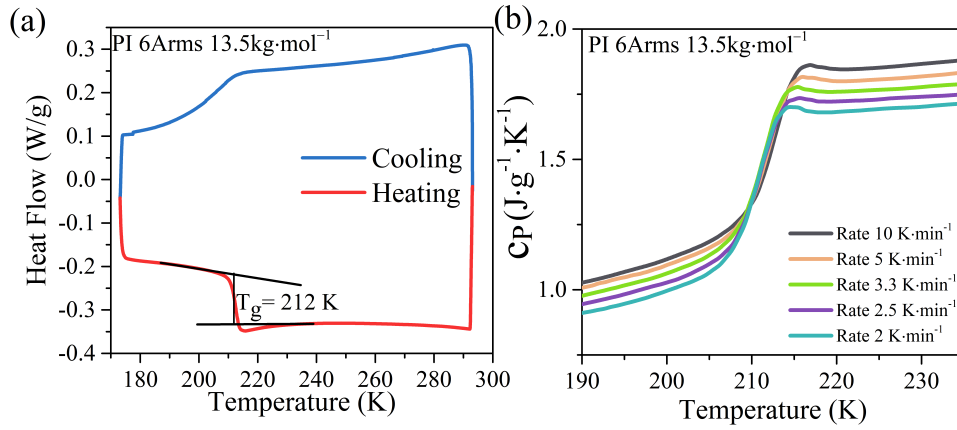 (a)
PI 6Arms 13.5kg·mol⁻¹
Heat Flow (W/g)
0.3
0.2
0.1
0.0
-0.1
-0.2
-0.3
-0.4
Cooling
Heating
T_g= 212 K
180
200
220
240
260
280
300
Temperature (K)
(b)
PI 6Arms 13.5kg·mol⁻¹
c_P (J·g⁻¹·K⁻¹)
2.0
1.5
1.0
Rate 10 K·min⁻¹
Rate 5 K·min⁻¹
Rate 3.3 K·min⁻¹
Rate 2.5 K·min⁻¹
Rate 2 K·min⁻¹
190
200
210
220
230
Temperature (K)